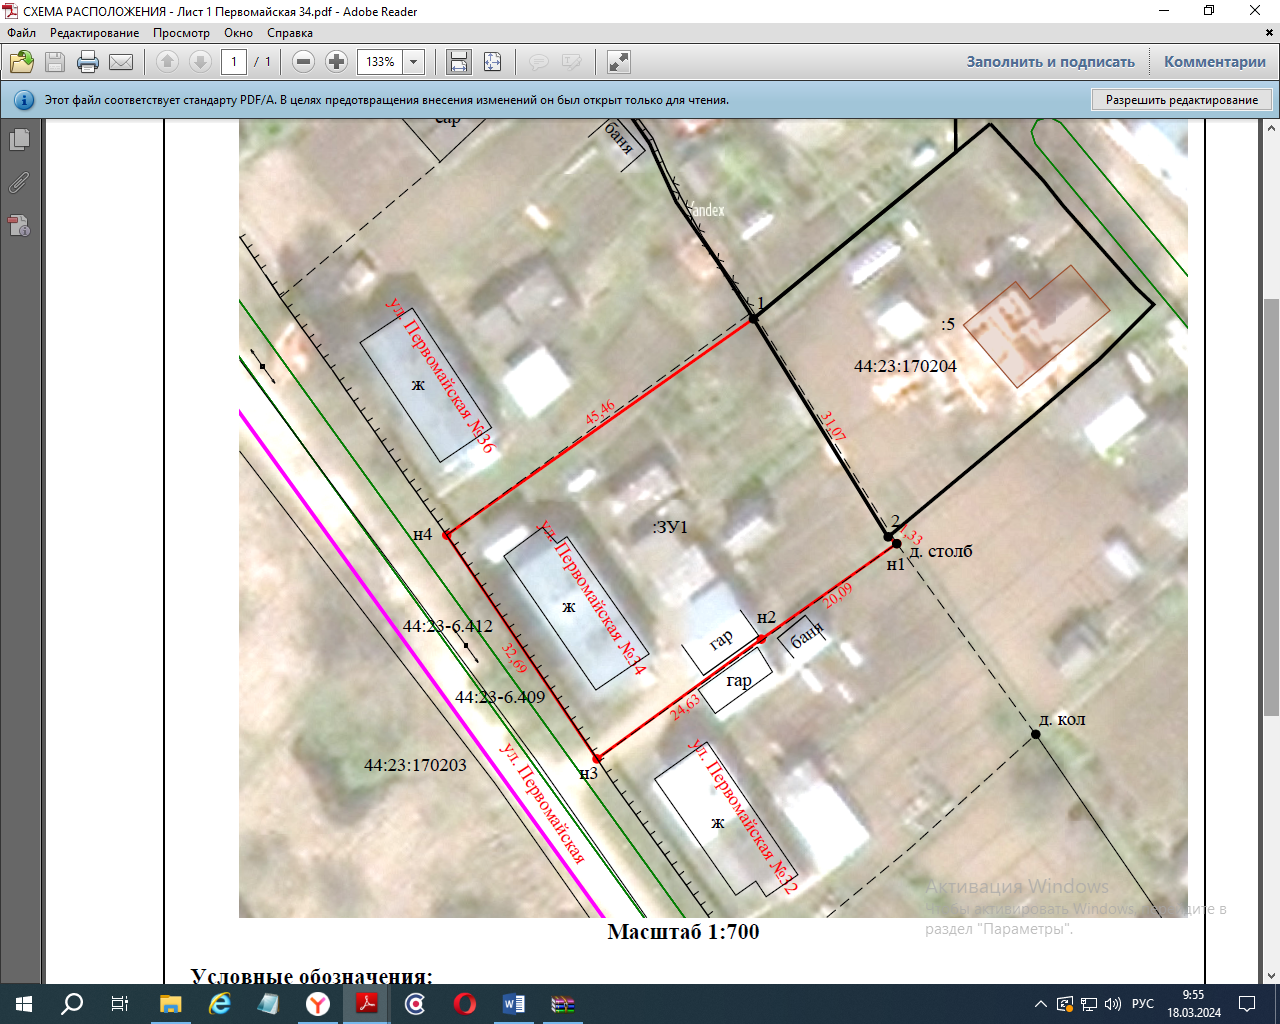 СХЕМА РАСПОЛОЖЕНИЯ - Лист 1 Первомайская 34.pdf - Adobe Reader
Файл Редактирование Просмотр Окно Справка
1 / 1 133% Заполнить и подписать Комментарии
Этот файл соответствует стандарту PDF/A. В целях предотвращения внесения изменений он был открыт только для чтения. Разрешить редактирование
сар
баня
Yandex
1
:5
44:23:170204
ул. Первомайская №36
ж
45,46
31,07
н4
:ЗУ1
2
1,33
д. столб
н1
ул. Первомайская №34
ж
20,09
н2
гар
баня
44:23-6.412
32,69
гар
44:23-6.409
24,63
д. кол
44:23:170203
н3
ул. Первомайская
ул. Первомайская №32
ж
Активация Windows
Чтобы активировать Windows, перейдите в
раздел "Параметры".
Масштаб 1:700
Условные обозначения:
РУС
9:55
18.03.2024